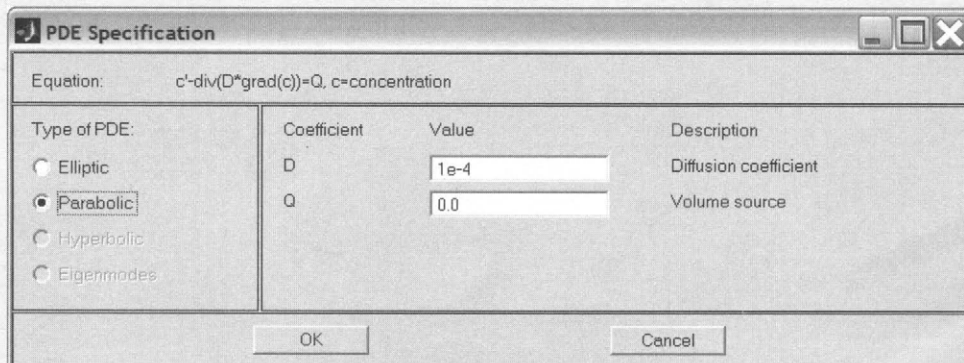 PDE Specification
Equation: c'-div(D*grad(c))=Q, c=concentration
Type of PDE:
Elliptic
Parabolic
Hyperbolic
Eigenmodes
Coefficient Value Description
D 1e-4 Diffusion coefficient
Q 0.0 Volume source
OK Cancel